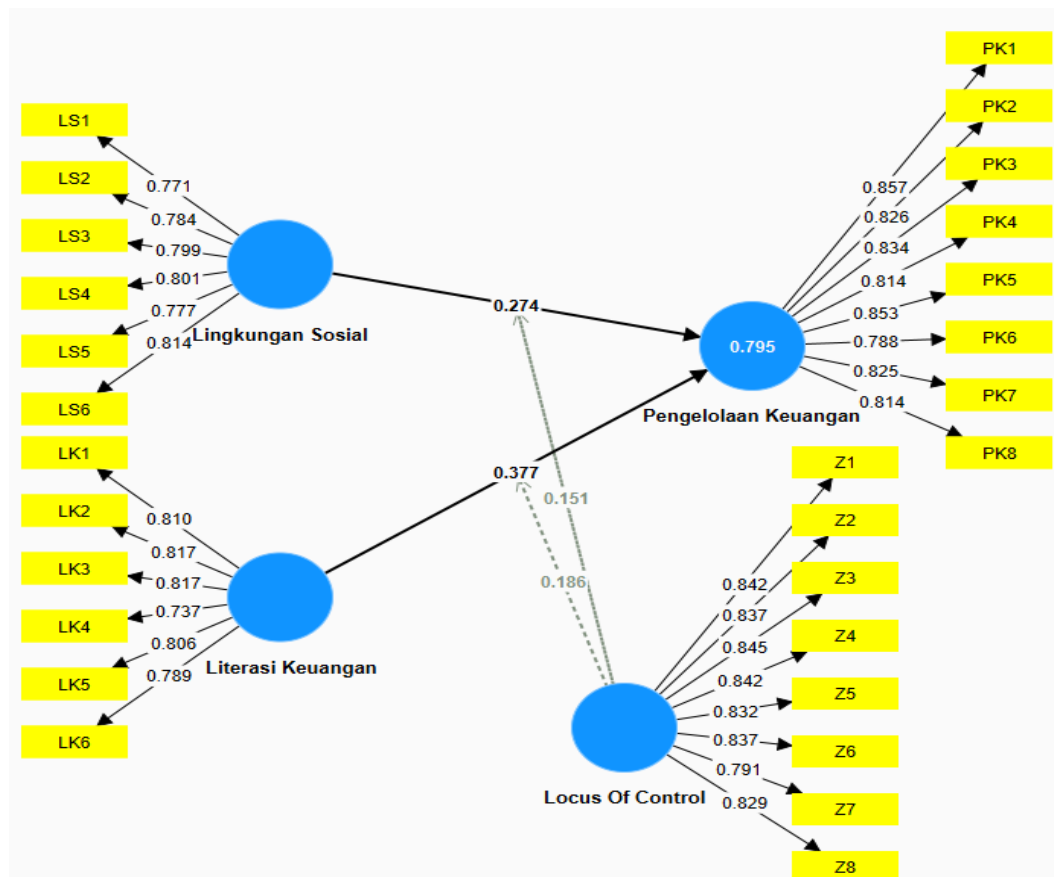 LS1
LS2
LS3
LS4
LS5
LS6
0.771
0.784
0.799
0.801
0.777
0.814
Lingkungan Sosial
LK1
LK2
LK3
LK4
LK5
LK6
0.810
0.817
0.817
0.737
0.806
0.789
Literasi Keuangan
0.274
0.377
0.151
0.186
0.795
Pengelolaan Keuangan
0.857
0.826
0.834
0.814
0.853
0.788
0.825
0.814
PK1
PK2
PK3
PK4
PK5
PK6
PK7
PK8
Locus Of Control
0.842
0.837
0.845
0.842
0.832
0.837
0.791
0.829
Z1
Z2
Z3
Z4
Z5
Z6
Z7
Z8